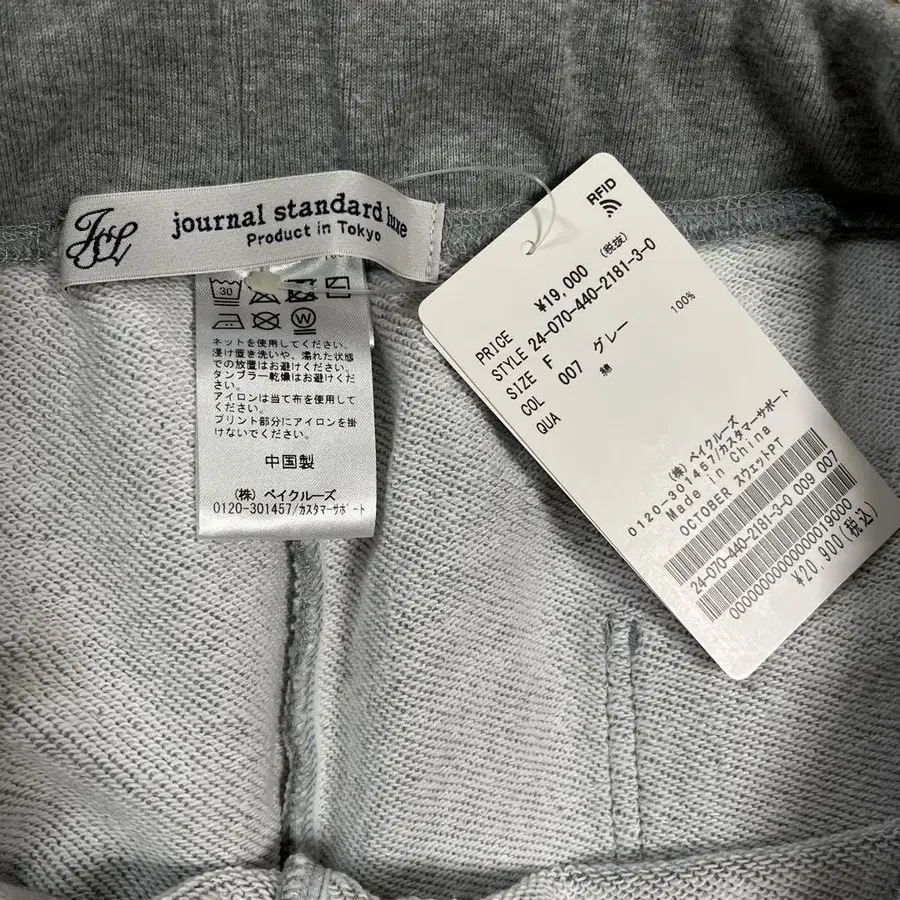 JSL
journal standard luxe
Product in Tokyo
30
ネットを使用してください。
浸け置き洗いや、濡れた状態
での放置はお避けください。
タンブラー乾燥はお避けくだ
さい。
アイロンは当て布を使用して
ください。
プリント部分にアイロンを掛
けないでください。
中国製
(株) ベイクルーズ
0120-301457/カスタマーサポート
RFID
PRICE ¥19,000 (税抜)
STYLE 24-070-440-2181-3-0
SIZE F
COL 007 グレー
QUA 綿 100%
(株) ベイクルーズ
0120-301457/カスタマーサポート
Made in China
OCTOBER スウェットPT
24-070-440-2181-3-0 009 007
¥20,900(税込)